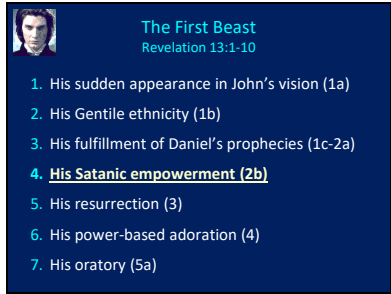 The First Beast
Revelation 13:1-10
1. His sudden appearance in John's vision (1a)
2. His Gentile ethnicity (1b)
3. His fulfillment of Daniel's prophecies (1c-2a)
4. His Satanic empowerment (2b)
5. His resurrection (3)
6. His power-based adoration (4)
7. His oratory (5a)